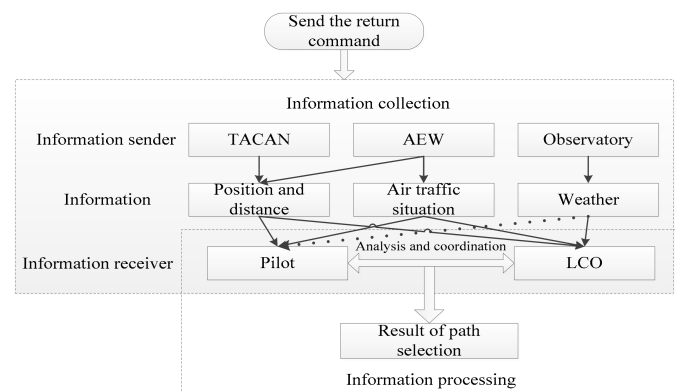 Send the return
command
Information collection
Information sender
TACAN
AEW
Observatory
Information
Position and
distance
Air traffic
situation
Weather
Analysis and coordination
Information receiver
Pilot
LCO
Result of path
selection
Information processing